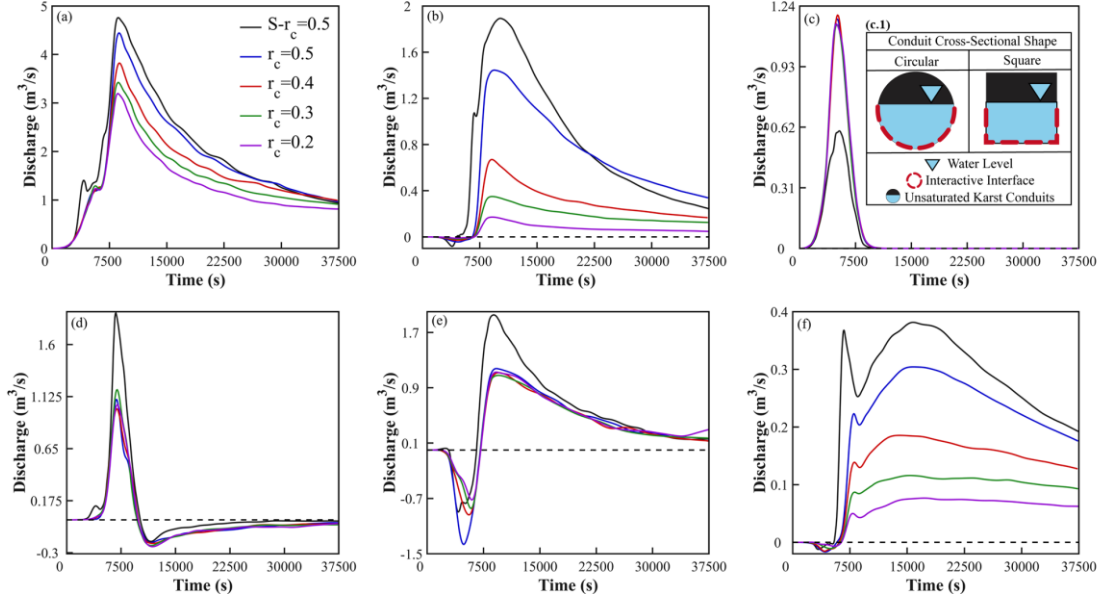 (a)
S-r_c=0.5
r_c=0.5
r_c=0.4
r_c=0.3
r_c=0.2
5
4
3
2
1
0
Discharge (m³/s)
0 7500 15000 22500 30000 37500
Time (s)
(b)
2
1.6
1.2
0.8
0.4
0
Discharge (m³/s)
0 7500 15000 22500 30000 37500
Time (s)
(c)
1.24
0.93
0.62
0.31
0
Discharge (m³/s)
0 7500 15000 22500 30000 37500
Time (s)
(c.1)
Conduit Cross-Sectional Shape
Circular Square
Water Level
Interactive Interface
Unsaturated Karst Conduits
(d)
1.6
1.125
0.65
0.175
-0.3
Discharge (m³/s)
0 7500 15000 22500 30000 37500
Time (s)
(e)
1.7
0.9
0.1
-0.7
-1.5
Discharge (m³/s)
0 7500 15000 22500 30000 37500
Time (s)
(f)
0.4
0.3
0.2
0.1
0
Discharge (m³/s)
0 7500 15000 22500 30000 37500
Time (s)